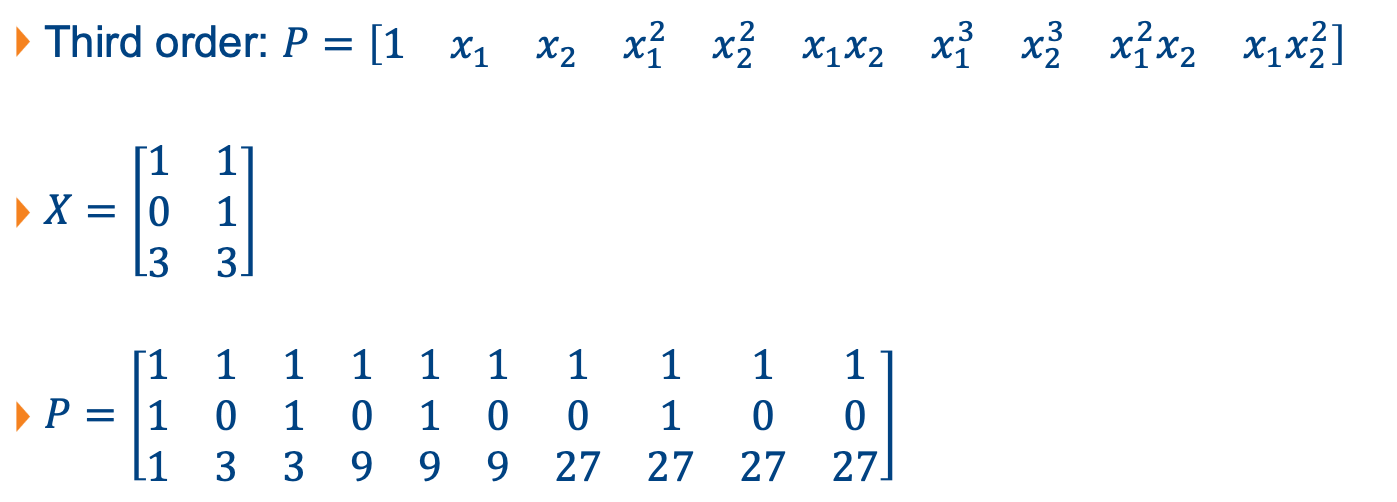 Third order: P = [1 x₁ x₂ x₁² x₂² x₁x₂ x₁³ x₂³ x₁²x₂ x₁x₂²]
X = [1 1
0 1
3 3]
P = [1 1 1 1 1 1 1 1 1 1
1 0 1 0 1 0 0 1 0 0
1 3 3 9 9 9 27 27 27 27]